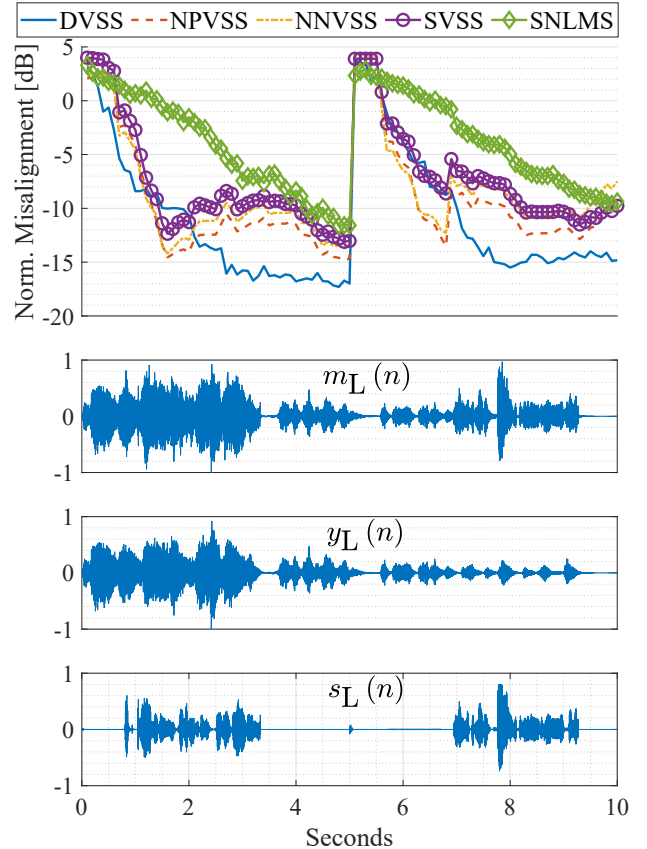 DVSS NPVSS NNVSS SVSS SNLMS
Norm. Misalignment [dB]
5
0
-5
-10
-15
-20
m_L (n)
1
0
-1
y_L (n)
1
0
-1
s_L (n)
1
0
-1
0 2 4 6 8 10
Seconds